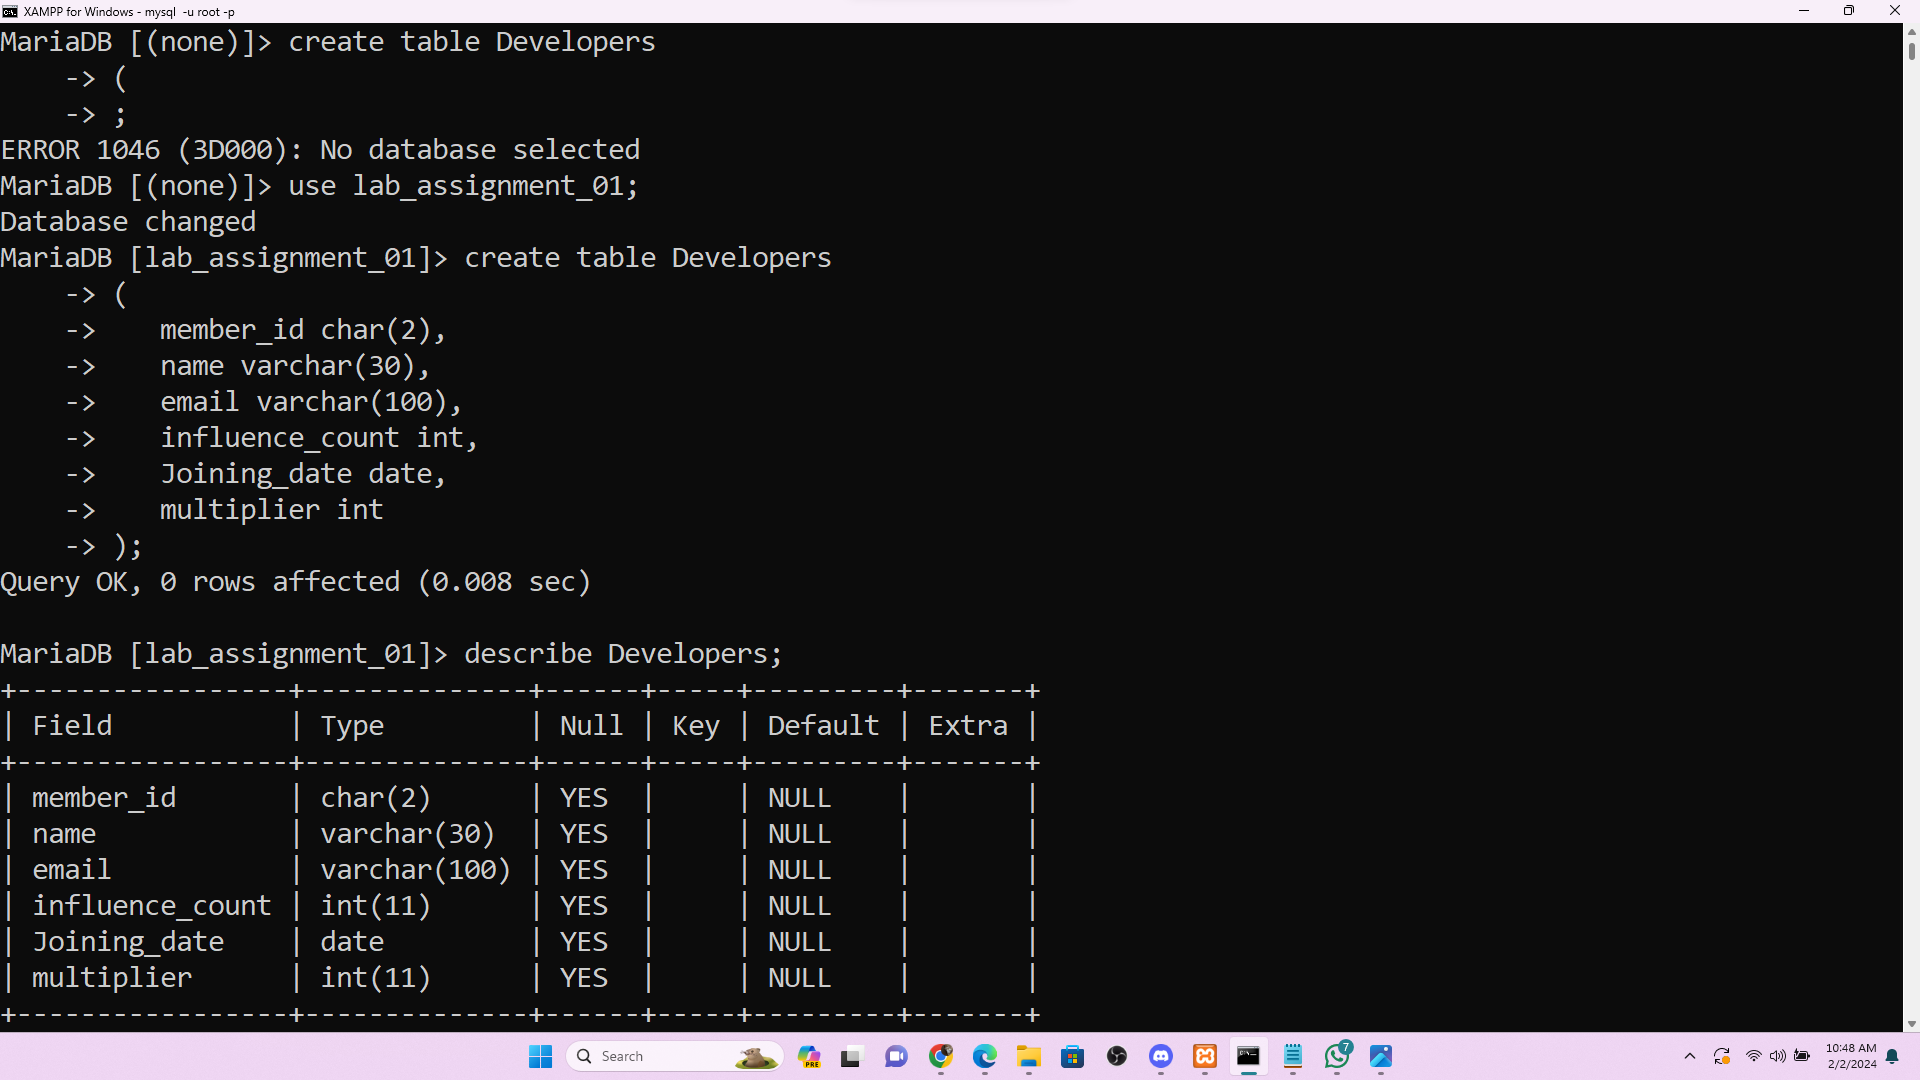 XAMPP for Windows - mysql  -u root -p
MariaDB [(none)]> create table Developers
    -> (
    -> ;
ERROR 1046 (3D000): No database selected
MariaDB [(none)]> use lab_assignment_01;
Database changed
MariaDB [lab_assignment_01]> create table Developers
    -> (
    ->    member_id char(2),
    ->    name varchar(30),
    ->    email varchar(100),
    ->    influence_count int,
    ->    Joining_date date,
    ->    multiplier int
    -> );
Query OK, 0 rows affected (0.008 sec)
MariaDB [lab_assignment_01]> describe Developers;
+-----------------+--------------+------+-----+---------+-------+
| Field           | Type         | Null | Key | Default | Extra |
+-----------------+--------------+------+-----+---------+-------+
| member_id       | char(2)      | YES  |     | NULL    |       |
| name            | varchar(30)  | YES  |     | NULL    |       |
| email           | varchar(100) | YES  |     | NULL    |       |
| influence_count | int(11)      | YES  |     | NULL    |       |
| Joining_date    | date         | YES  |     | NULL    |       |
| multiplier      | int(11)      | YES  |     | NULL    |       |
+-----------------+--------------+------+-----+---------+-------+
Search
PRE
7
10:48 AM
2/2/2024